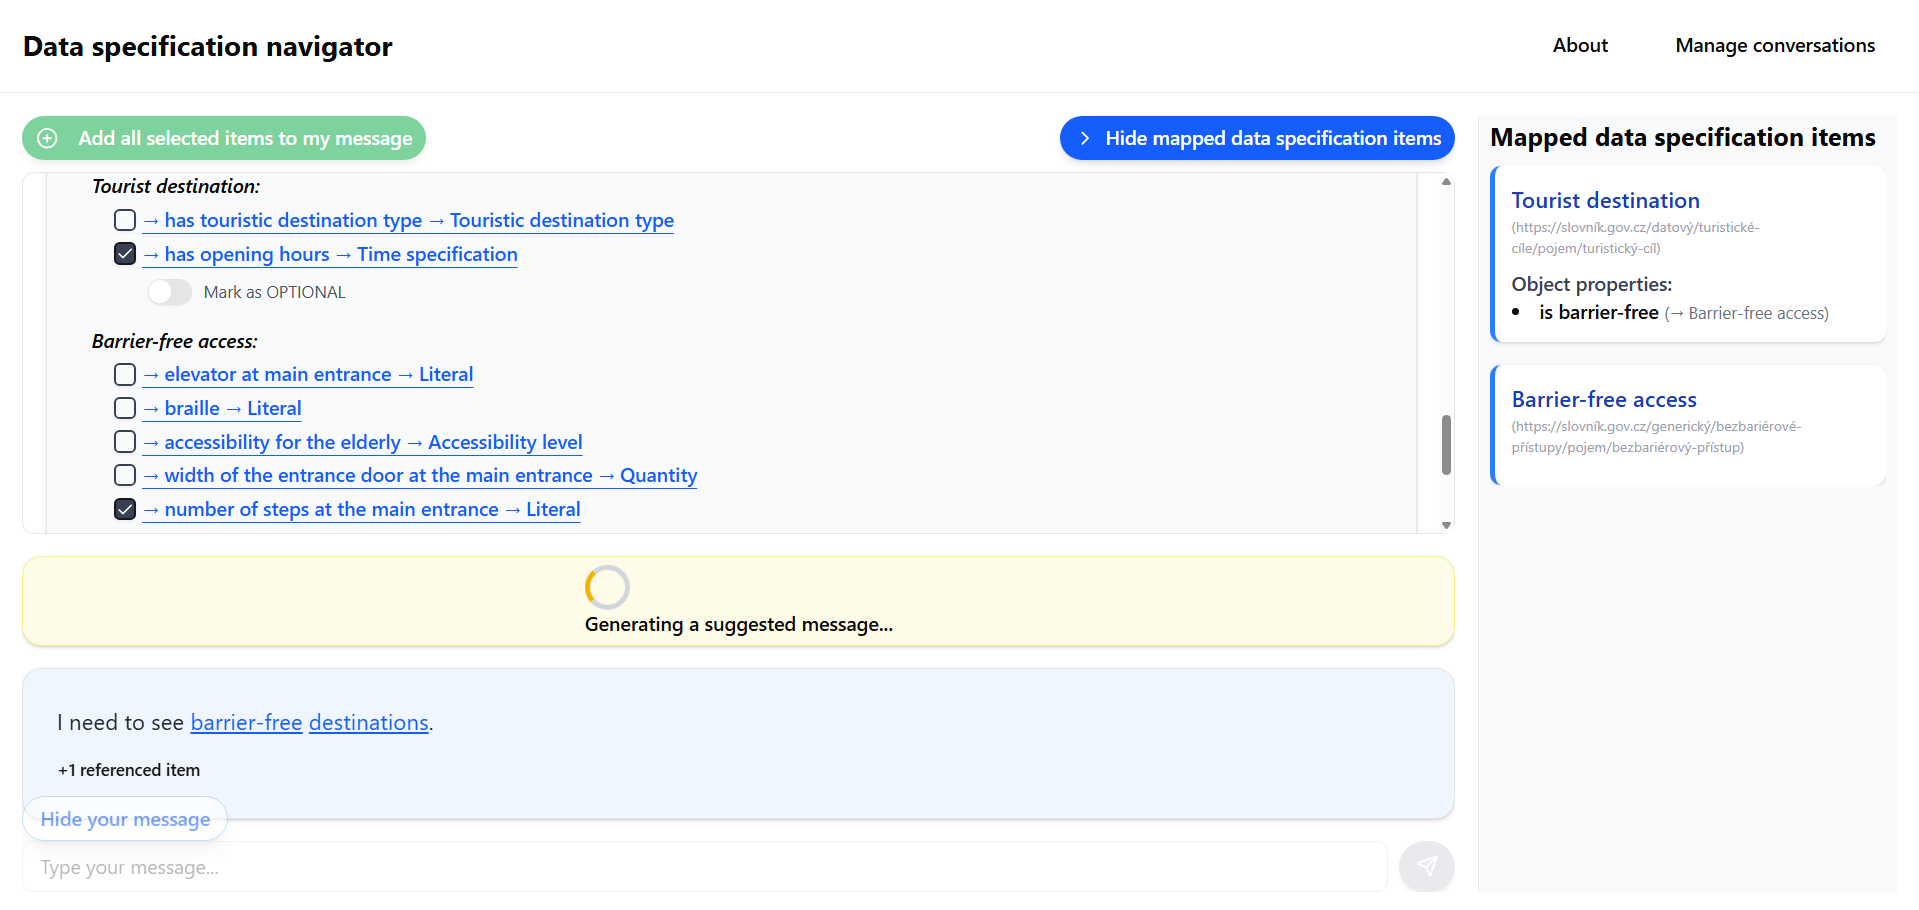 Data specification navigator
About
Manage conversations
Add all selected items to my message
Hide mapped data specification items
Tourist destination:
→ has touristic destination type → Touristic destination type
→ has opening hours → Time specification
Mark as OPTIONAL
Barrier-free access:
→ elevator at main entrance → Literal
→ braille → Literal
→ accessibility for the elderly → Accessibility level
→ width of the entrance door at the main entrance → Quantity
→ number of steps at the main entrance → Literal
Generating a suggested message...
I need to see barrier-free destinations.
+1 referenced item
Hide your message
Type your message...
Mapped data specification items
Tourist destination
(https://slovník.gov.cz/datový/turistické-
cíle/pojem/turistický-cíl)
Object properties:
• is barrier-free (→ Barrier-free access)
Barrier-free access
(https://slovník.gov.cz/generický/bezbariérové-
přístupy/pojem/bezbariérový-přístup)